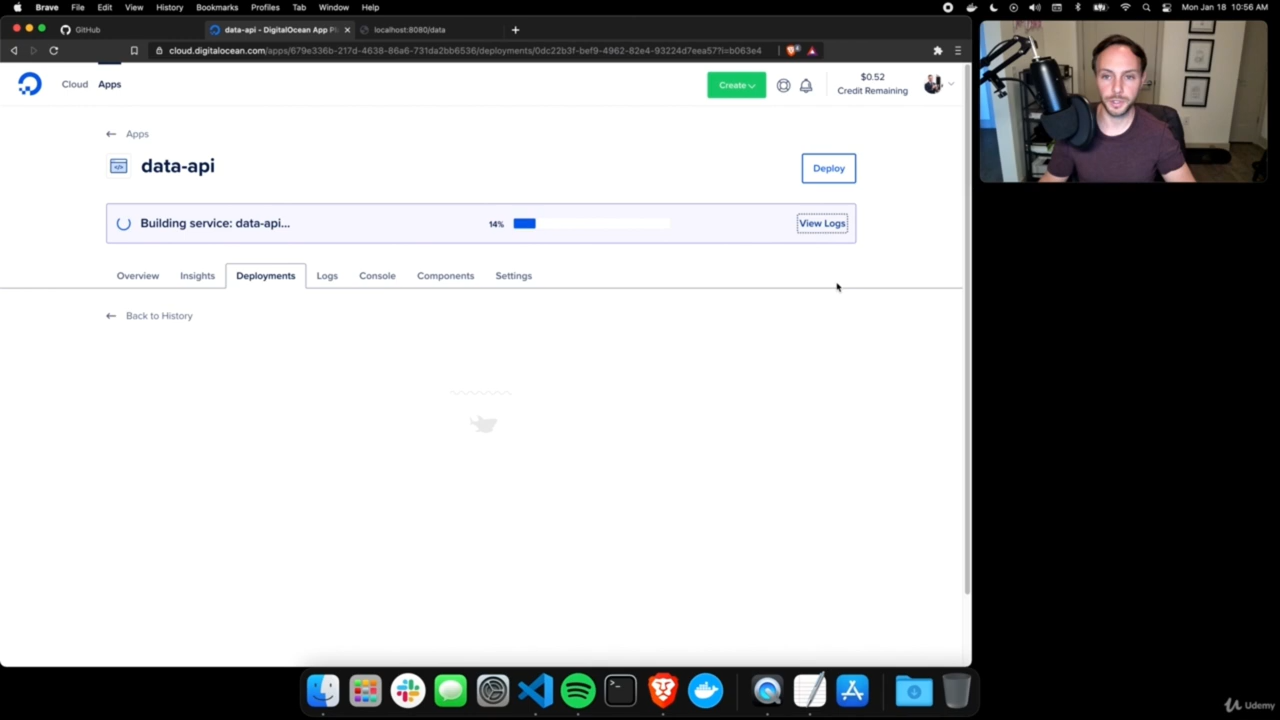 Brave File Edit View History Bookmarks Profiles Tab Window Help Mon Jan 18 10:56 AM
GitHub data-api - DigitalOcean App Pl localhost:8080/data
cloud.digitalocean.com/apps/679e336b-217d-4638-86a6-731da2bb6536/deployments/0dc22b3f-bef9-4962-82e4-93224d7eea57?i=b063e4
Cloud Apps Create $0.52
Credit Remaining
← Apps
data-api Deploy
Building service: data-api... 14% View Logs
Overview Insights Deployments Logs Console Components Settings
← Back to History
Udemy